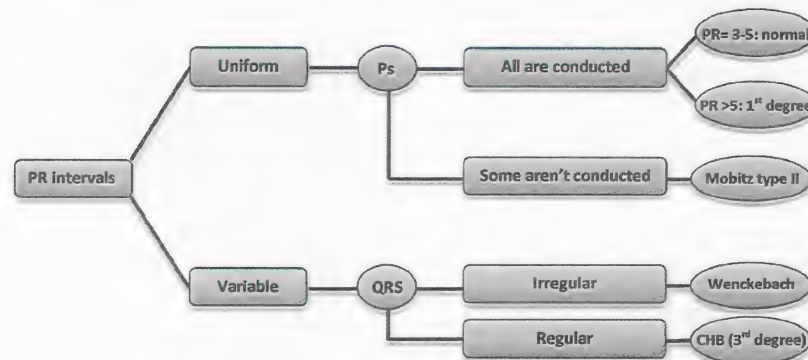 PR= 3-5: normal
Uniform
Ps
All are conducted
PR >5: 1st degree
Some aren't conducted
Mobitz type II
PR intervals
Variable
QRS
Irregular
Wenckebach
Regular
CHB (3rd degree)